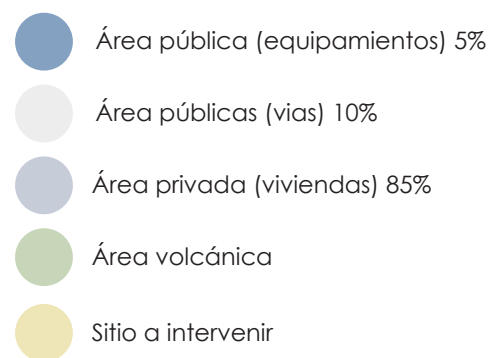 Área pública (equipamientos) 5%
Área públicas (vias) 10%
Área privada (viviendas) 85%
Área volcánica
Sitio a intervenir